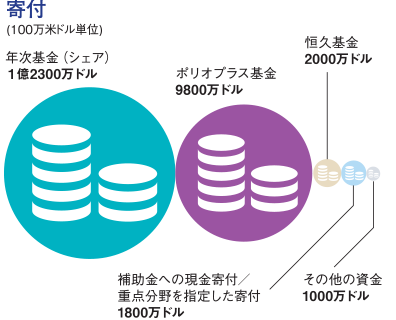 寄付
(100万米ドル単位)
年次基金（シェア）
1億2300万ドル
ポリオプラス基金
9800万ドル
恒久基金
2000万ドル
補助金への現金寄付／
重点分野を指定した寄付
1800万ドル
その他の資金
1000万ドル